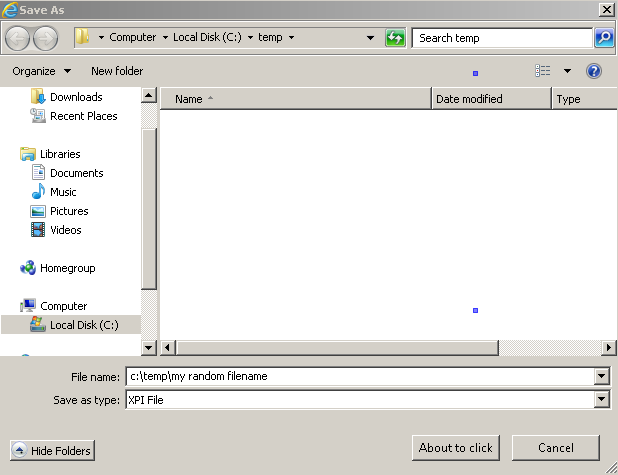 Save As
Computer Local Disk (C:) temp
Search temp
Organize New folder
Name Date modified Type
Downloads
Recent Places
Libraries
Documents
Music
Pictures
Videos
Homegroup
Computer
Local Disk (C:)
File name: c:\temp\my random filename
Save as type: XPI File
Hide Folders About to click Cancel